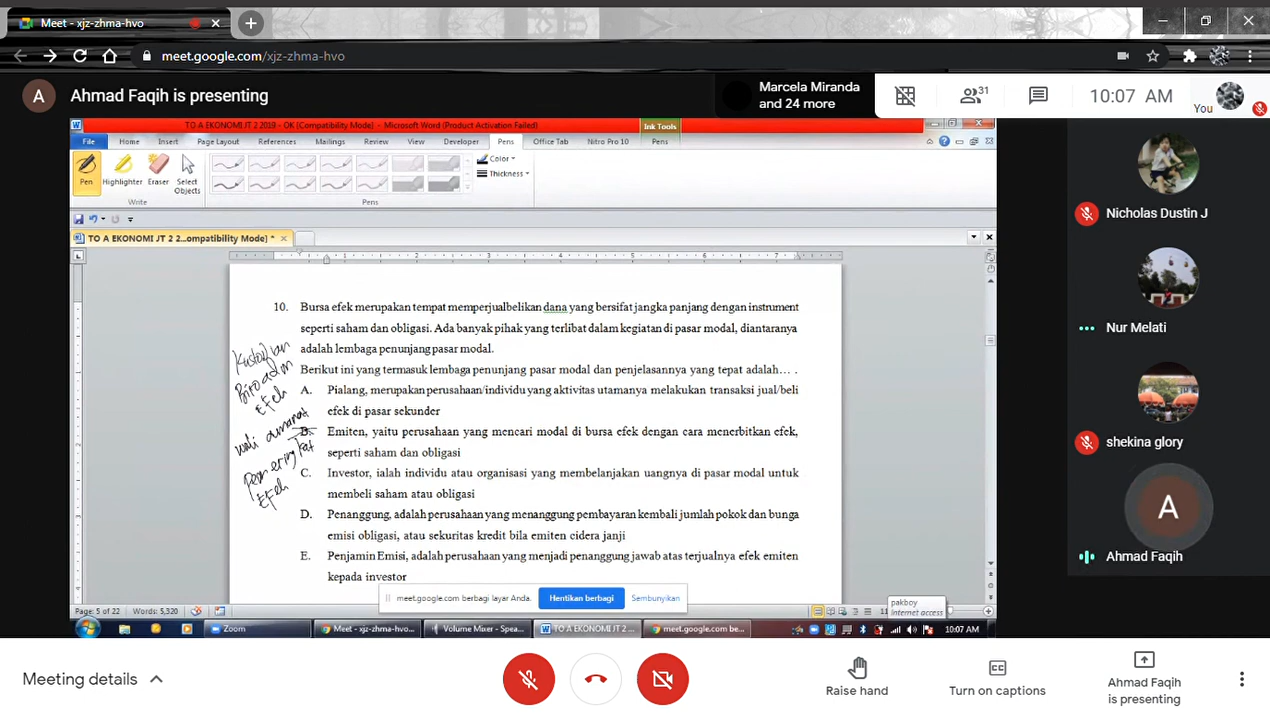 Meet - xjz-zhma-hvo
meet.google.com/xjz-zhma-hvo
A
Ahmad Faqih is presenting
Marcela Miranda
and 24 more
31
10:07 AM
You
TO A EKONOMI JT 2 2019 - OK [Compatibility Mode] - Microsoft Word (Product Activation Failed)
Ink Tools
File Home Insert Page Layout References Mailings Review View Developer Pens Office Tab Nitro Pro 10 Pens
Pen Highlighter Eraser Select Objects
Color
Thickness
Write
Pens
TO A EKONOMI JT 2 2...ompatibility Mode] *
1 2 3 4 5 6 7
10. Bursa efek merupakan tempat memperjualbelikan dana yang bersifat jangka panjang dengan instrument
seperti saham dan obligasi. Ada banyak pihak yang terlibat dalam kegiatan di pasar modal, diantaranya
adalah lembaga penunjang pasar modal.
Berikut ini yang termasuk lembaga penunjang pasar modal dan penjelasannya yang tepat adalah... .
A. Pialang, merupakan perusahaan/individu yang aktivitas utamanya melakukan transaksi jual/beli
efek di pasar sekunder
B. Emiten, yaitu perusahaan yang mencari modal di bursa efek dengan cara menerbitkan efek,
seperti saham dan obligasi
C. Investor, ialah individu atau organisasi yang membelanjakan uangnya di pasar modal untuk
membeli saham atau obligasi
D. Penanggung, adalah perusahaan yang menanggung pembayaran kembali jumlah pokok dan bunga
emisi obligasi, atau sekuritas kredit bila emiten cidera janji
E. Penjamin Emisi, adalah perusahaan yang menjadi penanggung jawab atas terjualnya efek emiten
kepada investor
Kustodian
Biro adm
Efek
wali amanat
Pemeringkat
Efek
meet.google.com berbagi layar Anda.
Hentikan berbagi
Sembunyikan
Page: 5 of 22 Words: 5,320
pakboy
Internet access
Zoom
Meet - xjz-zhma-hvo...
Volume Mixer - Spea...
TO A EKONOMI JT 2 ...
meet.google.com be...
10:07 AM
Nicholas Dustin J
Nur Melati
shekina glory
A
Ahmad Faqih
Meeting details
Raise hand
Turn on captions
Ahmad Faqih
is presenting